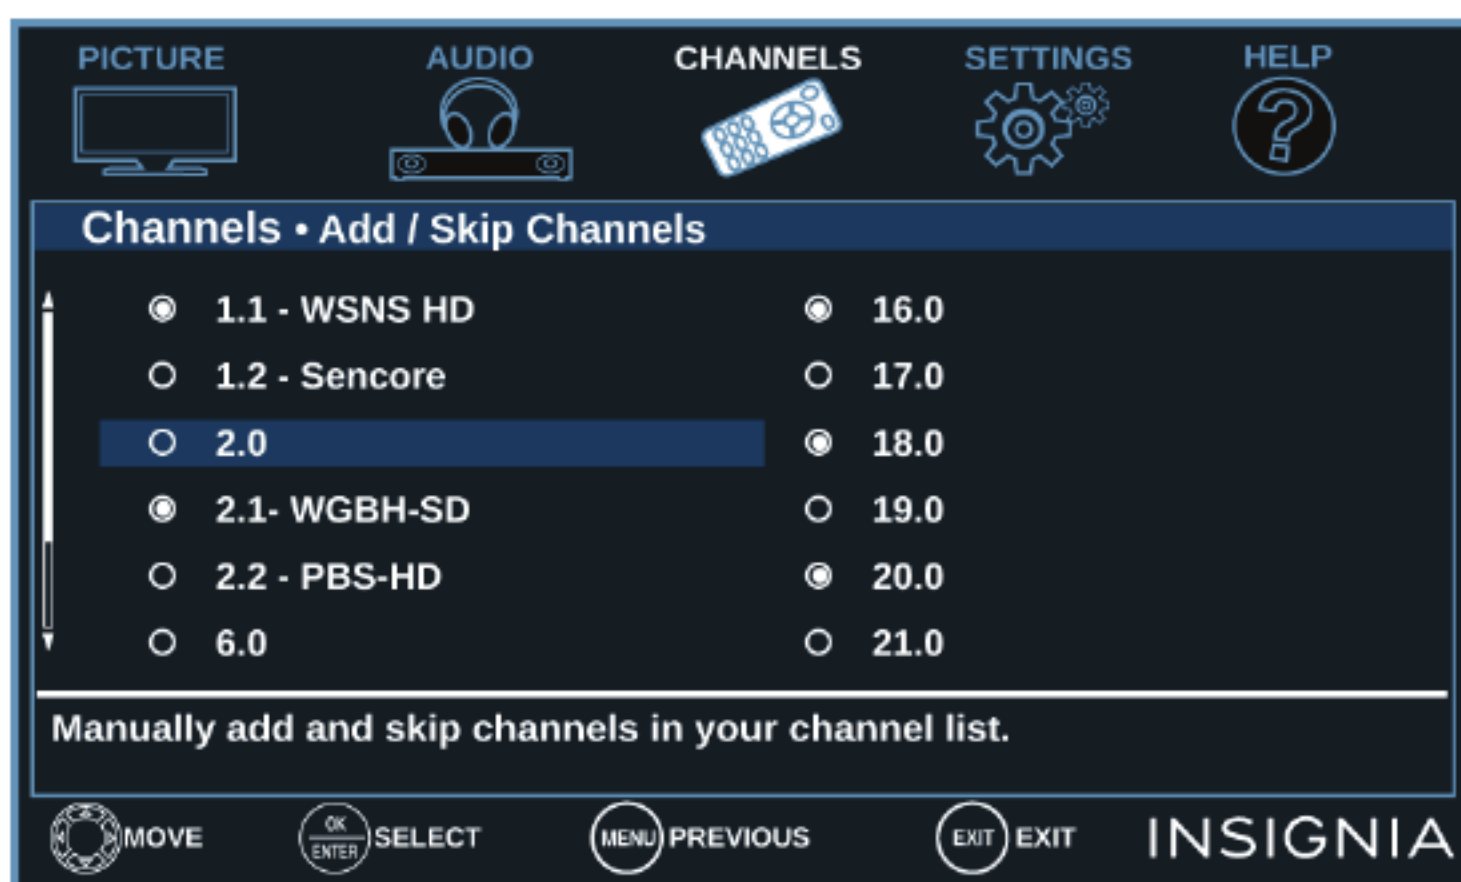 PICTURE AUDIO CHANNELS SETTINGS HELP
Channels • Add / Skip Channels
1.1 - WSNS HD 16.0
1.2 - Sencore 17.0
2.0 18.0
2.1- WGBH-SD 19.0
2.2 - PBS-HD 20.0
6.0 21.0
Manually add and skip channels in your channel list.
MOVE OK ENTER SELECT MENU PREVIOUS EXIT EXIT INSIGNIA